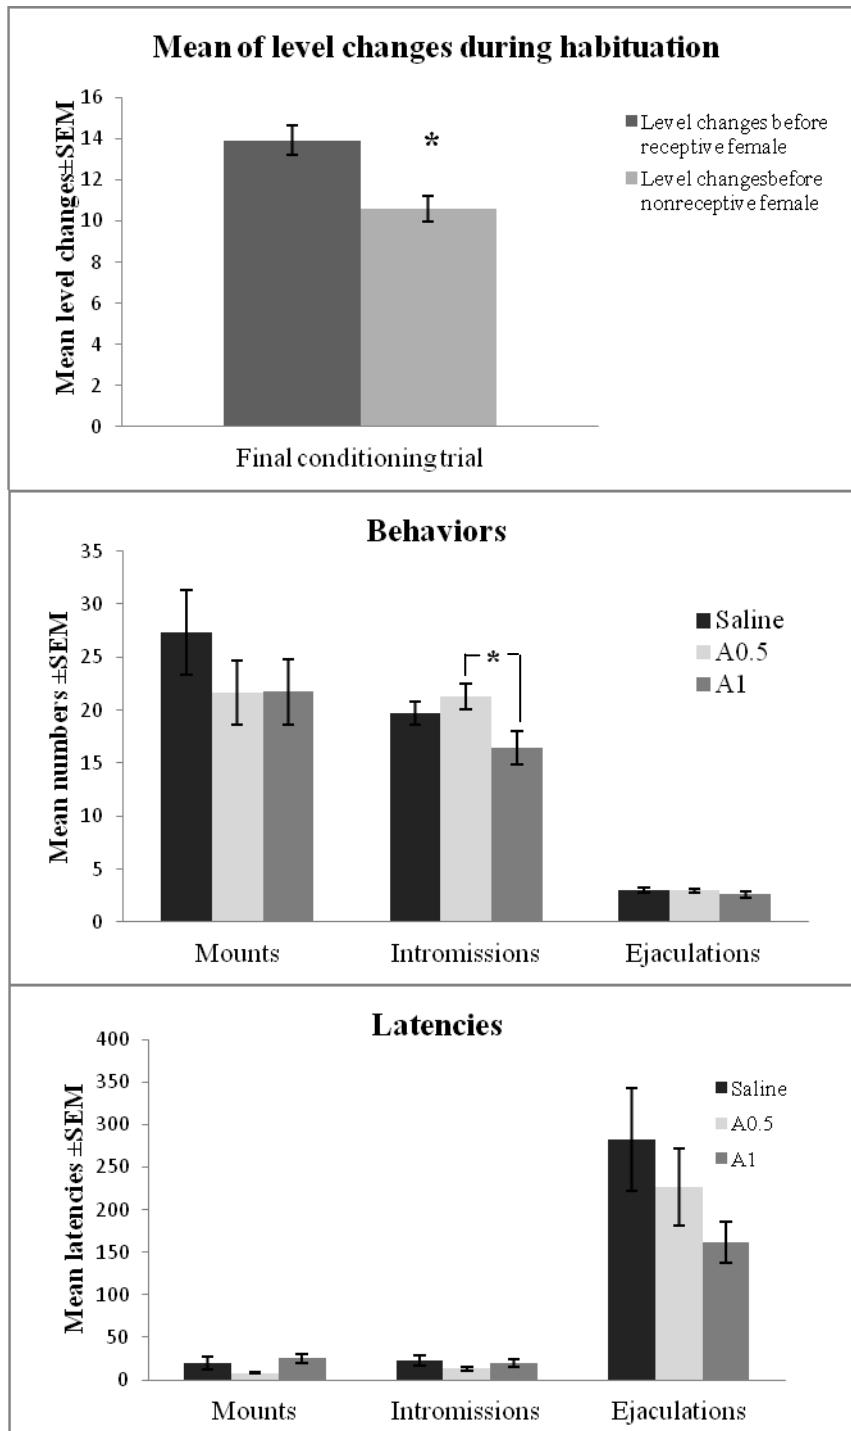 Mean of level changes during habituation
Mean level changes±SEM
16
14
12
10
8
6
4
2
0
*
Level changes before
receptive female
Level changesbefore
nonreceptive female
Final conditioning trial
Behaviors
Mean numbers ±SEM
35
30
25
20
15
10
5
0
*
Saline
A0.5
A1
Mounts
Intromissions
Ejaculations
Latencies
Mean latencies ±SEM
400
350
300
250
200
150
100
50
0
Saline
A0.5
A1
Mounts
Intromissions
Ejaculations